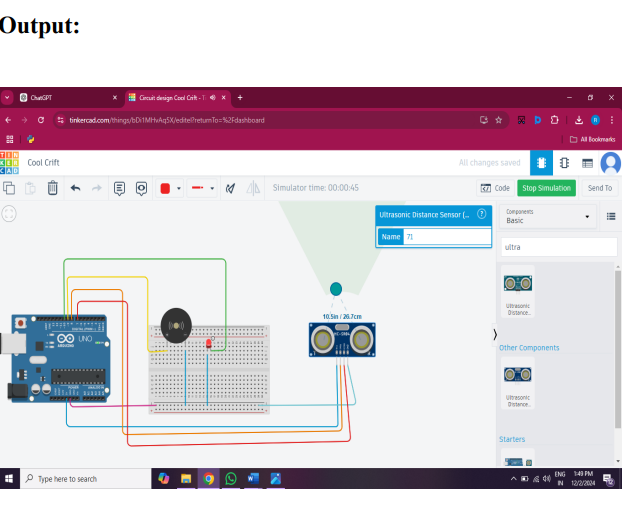 Output:
ChatGPT
Circuit design Cool Crift - T
tinkercad.com/things/bDi1MHvAq5X/editel?returnTo=%2Fdashboard
All Bookmarks
TIN
KER
CAD
Cool Crift
All changes saved
Simulator time: 00:00:45
Code
Stop Simulation
Send To
Ultrasonic Distance Sensor (...
Name 71
Components
Basic
ultra
Ultrasonic
Distance...
10.5in / 26.7cm
HC-SR04
UNO
ARDUINO
Other Components
Ultrasonic
Distance...
Starters
Type here to search
ENG
IN
1:49 PM
12/2/2024